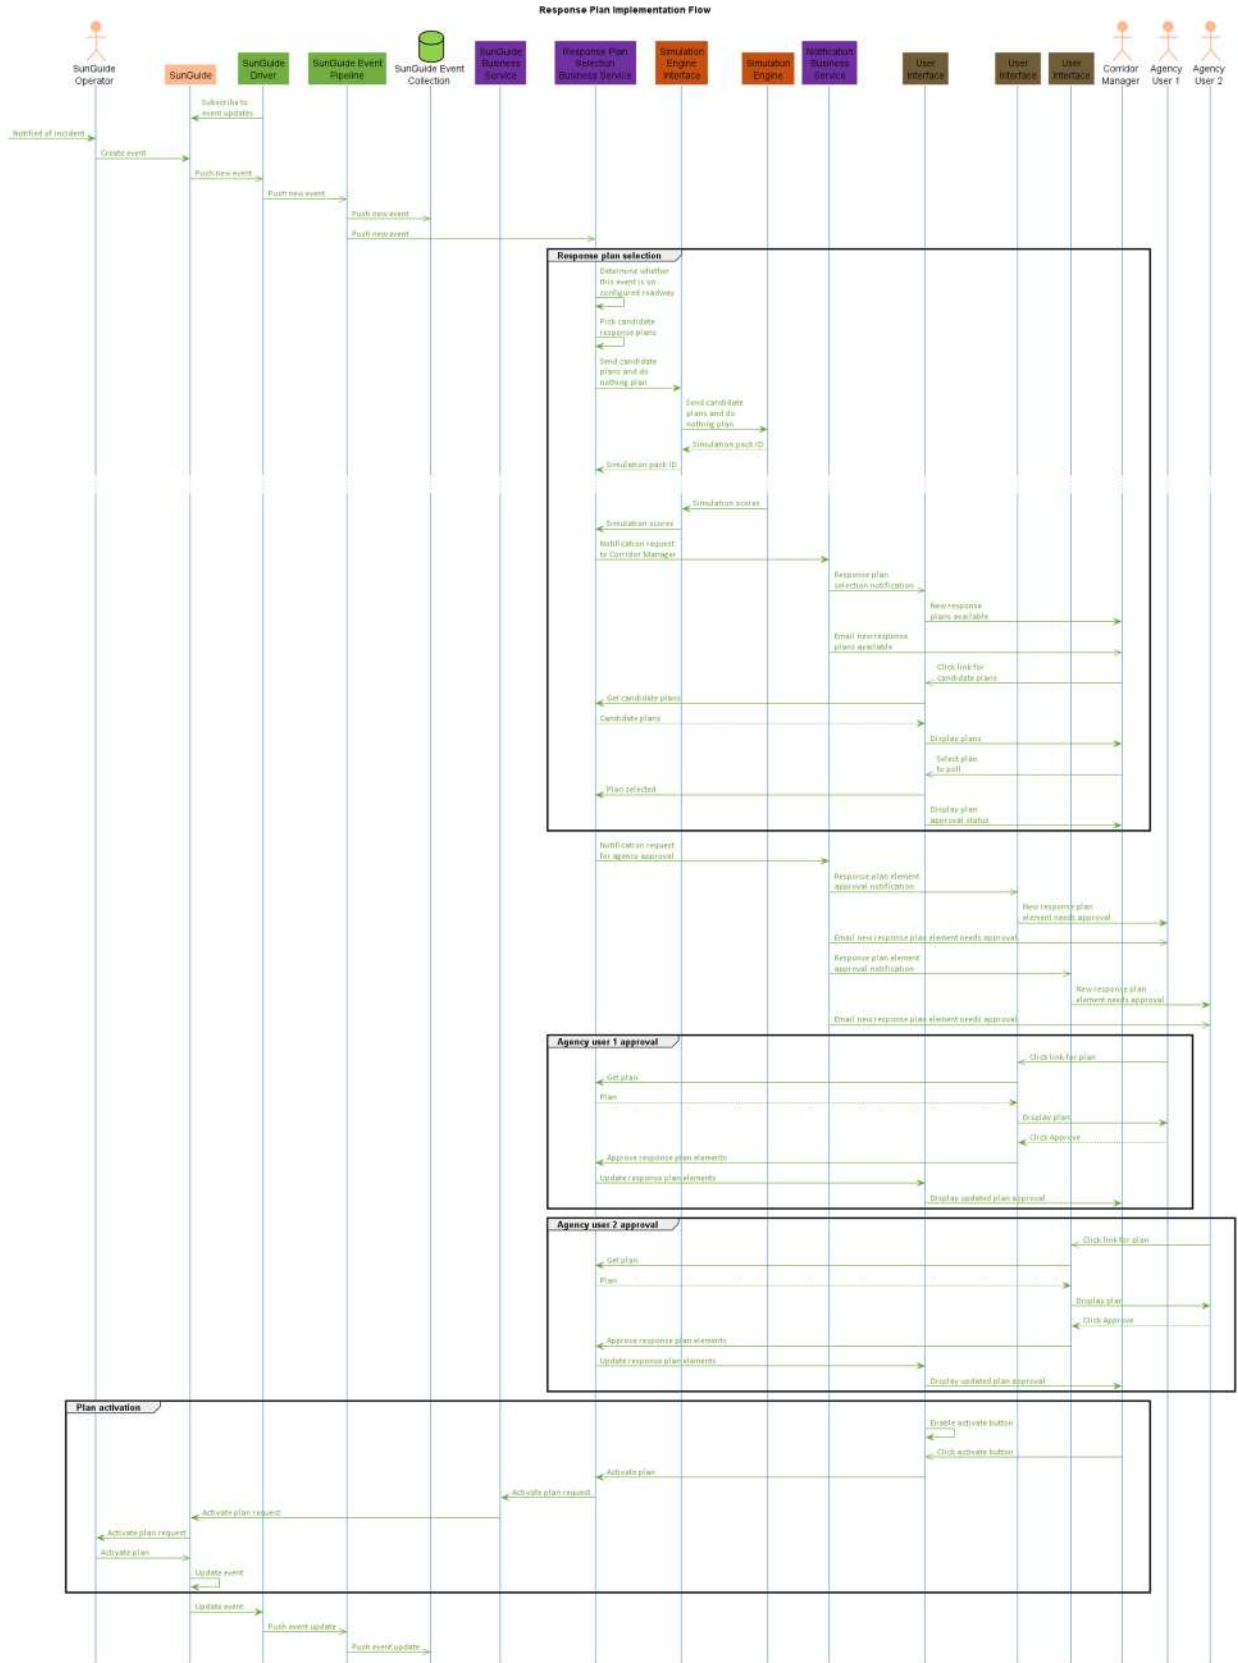 Response Plan Implementation Flow
SunGuide
Operator
SunGuide
SunGuide
Driver
SunGuide Event
Pipeline
SunGuide Event
Collection
SunGuide
Business
Service
Response Plan
Selection
Business Service
Simulation
Engine
Interface
Simulation
Engine
Notification
Business
Service
User
Interface
User
Interface
User
Interface
Corridor
Manager
Agency
User 1
Agency
User 2
Subscribe to
event updates
Notified of incident
Create event
Push new event
Push new event
Push new event
Push new event
Response plan selection
Determine whether
this event is on
configured roadway
Pick candidate
response plans
Send candidate
plans and do
nothing plan
Send candidate
plans and do
nothing plan
Simulation pack ID
Simulation pack ID
Simulation scores
Simulation scores
Notification request
to Corridor Manager
Response plan
selection notification
New response
plans available
Email new response
plans available
Click link for
candidate plans
Get candidate plans
Candidate plans
Display plans
Select plan
to poll
Plan selected
Display plan
approval status
Notification request
for agency approval
Response plan element
approval notification
New response plan
element needs approval
Email new response plan element needs approval
Response plan element
approval notification
New response plan
element needs approval
Email new response plan element needs approval
Agency user 1 approval
Click link for plan
Get plan
Plan
Display plan
Click Approve
Approve response plan elements
Update response plan elements
Display updated plan approval
Agency user 2 approval
Click link for plan
Get plan
Plan
Display plan
Click Approve
Approve response plan elements
Update response plan elements
Display updated plan approval
Plan activation
Enable activate button
Click activate button
Activate plan
Activate plan request
Activate plan request
Activate plan request
Activate plan
Update event
Update event
Push event update
Push event update